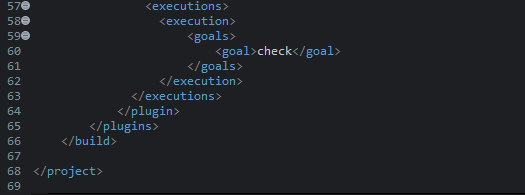 57 <executions>
58 <execution>
59 <goals>
60 <goal>check</goal>
61 </goals>
62 </execution>
63 </executions>
64 </plugin>
65 </plugins>
66 </build>
67
68 </project>
69